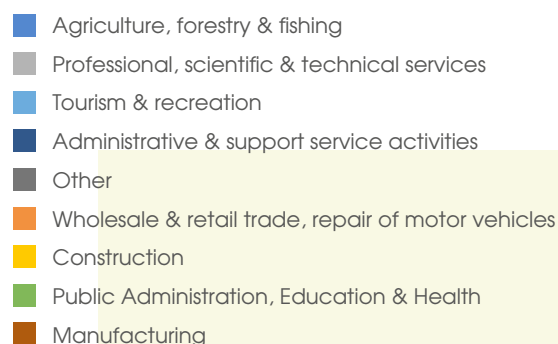 Agriculture, forestry & fishing
Professional, scientific & technical services
Tourism & recreation
Administrative & support service activities
Other
Wholesale & retail trade, repair of motor vehicles
Construction
Public Administration, Education & Health
Manufacturing